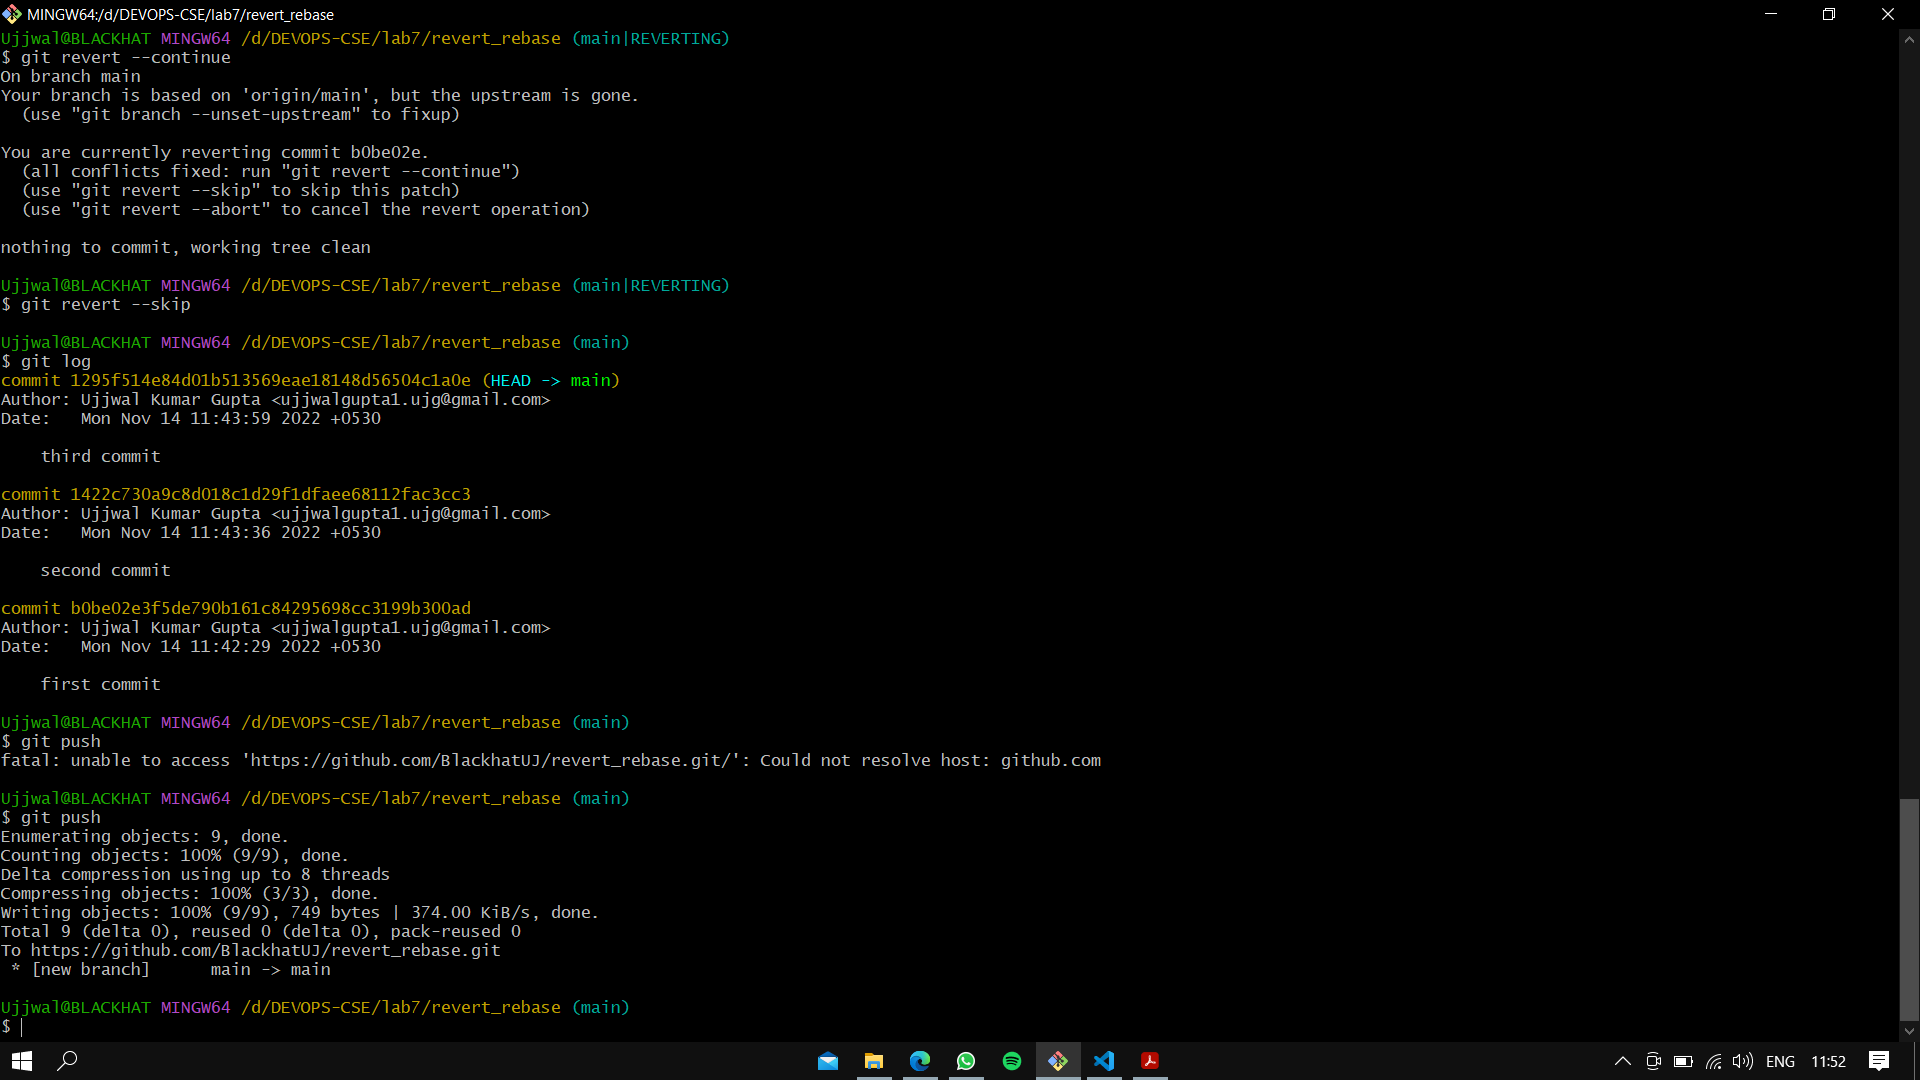 MINGW64:/d/DEVOPS-CSE/lab7/revert_rebase
Ujjwal@BLACKHAT MINGW64 /d/DEVOPS-CSE/lab7/revert_rebase (main|REVERTING)
$ git revert --continue
On branch main
Your branch is based on 'origin/main', but the upstream is gone.
  (use "git branch --unset-upstream" to fixup)

You are currently reverting commit b0be02e.
  (all conflicts fixed: run "git revert --continue")
  (use "git revert --skip" to skip this patch)
  (use "git revert --abort" to cancel the revert operation)

nothing to commit, working tree clean

Ujjwal@BLACKHAT MINGW64 /d/DEVOPS-CSE/lab7/revert_rebase (main|REVERTING)
$ git revert --skip

Ujjwal@BLACKHAT MINGW64 /d/DEVOPS-CSE/lab7/revert_rebase (main)
$ git log
commit 1295f514e84d01b513569eae18148d56504c1a0e (HEAD -> main)
Author: Ujjwal Kumar Gupta <ujjwalgupta1.ujg@gmail.com>
Date:   Mon Nov 14 11:43:59 2022 +0530

    third commit

commit 1422c730a9c8d018c1d29f1dfaee68112fac3cc3
Author: Ujjwal Kumar Gupta <ujjwalgupta1.ujg@gmail.com>
Date:   Mon Nov 14 11:43:36 2022 +0530

    second commit

commit b0be02e3f5de790b161c84295698cc3199b300ad
Author: Ujjwal Kumar Gupta <ujjwalgupta1.ujg@gmail.com>
Date:   Mon Nov 14 11:42:29 2022 +0530

    first commit

Ujjwal@BLACKHAT MINGW64 /d/DEVOPS-CSE/lab7/revert_rebase (main)
$ git push
fatal: unable to access 'https://github.com/BlackhatUJ/revert_rebase.git/': Could not resolve host: github.com

Ujjwal@BLACKHAT MINGW64 /d/DEVOPS-CSE/lab7/revert_rebase (main)
$ git push
Enumerating objects: 9, done.
Counting objects: 100% (9/9), done.
Delta compression using up to 8 threads
Compressing objects: 100% (3/3), done.
Writing objects: 100% (9/9), 749 bytes | 374.00 KiB/s, done.
Total 9 (delta 0), reused 0 (delta 0), pack-reused 0
To https://github.com/BlackhatUJ/revert_rebase.git
 * [new branch]      main -> main

Ujjwal@BLACKHAT MINGW64 /d/DEVOPS-CSE/lab7/revert_rebase (main)
$
ENG 11:52